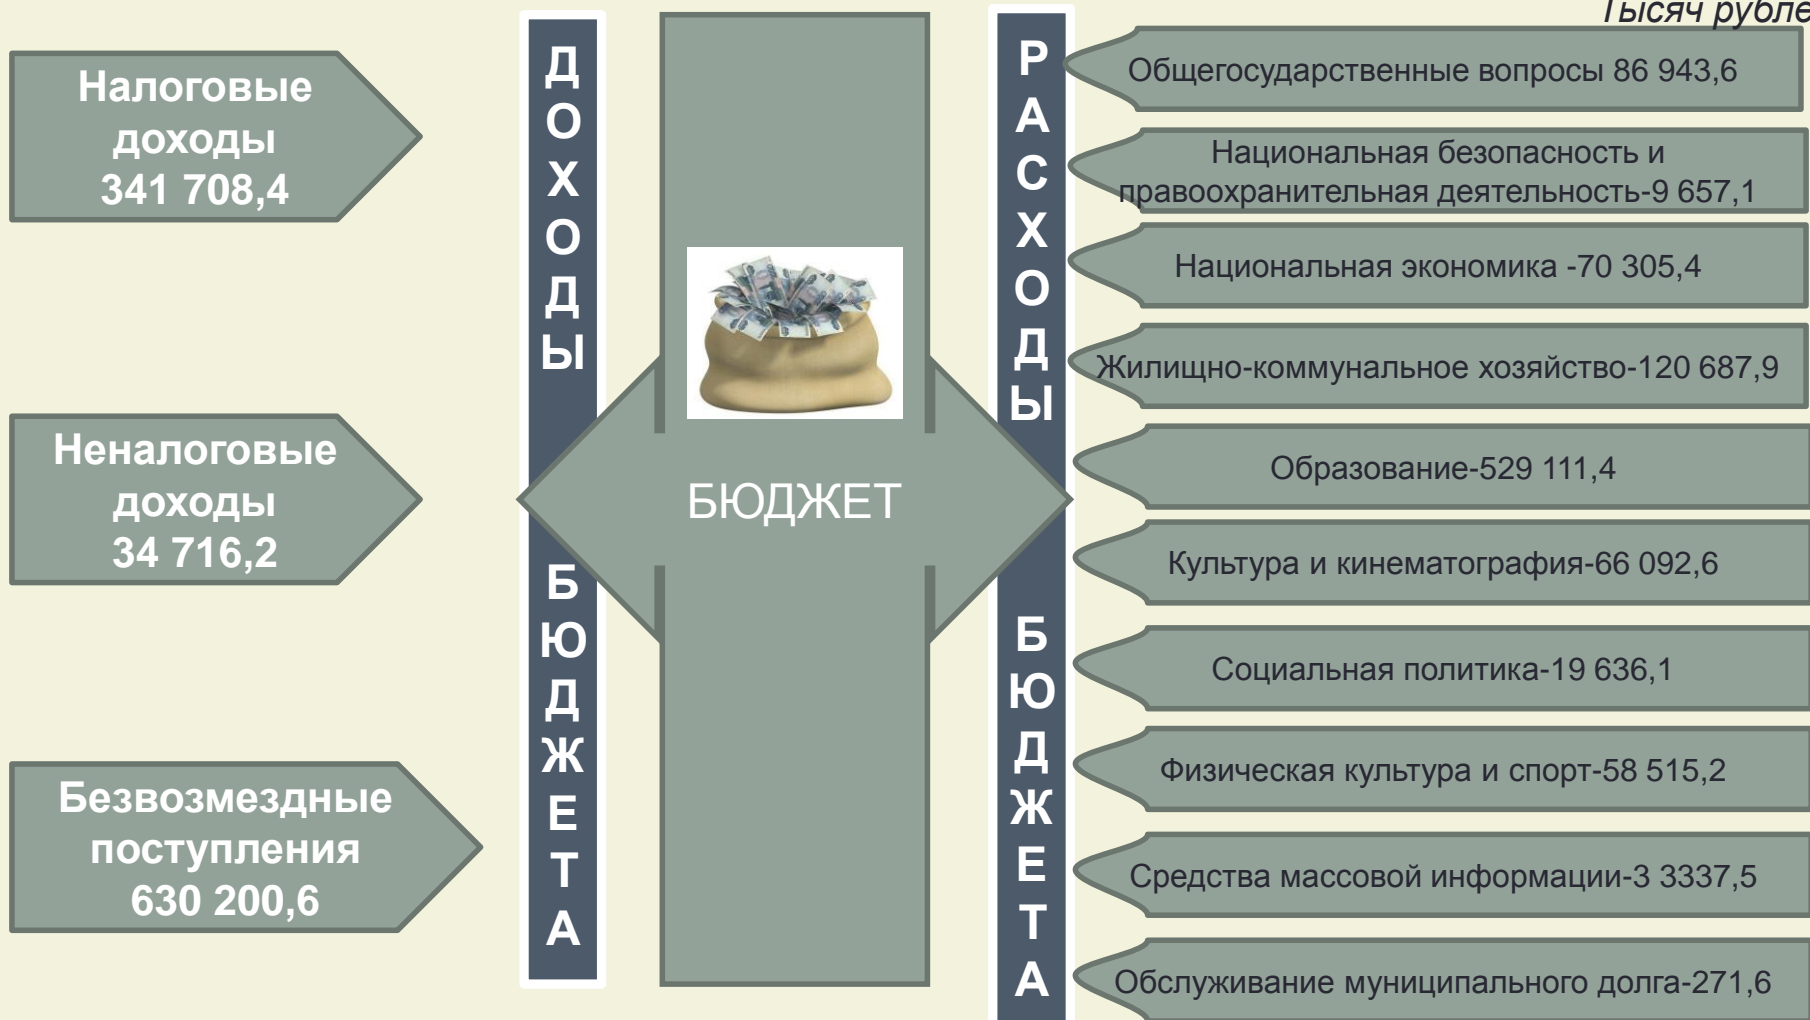 Тысяч рубле
Налоговые
доходы
341 708,4
Неналоговые
доходы
34 716,2
Безвозмездные
поступления
630 200,6
ДОХОДЫ БЮДЖЕТА
БЮДЖЕТ
РАСХОДЫ БЮДЖЕТА
Общегосударственные вопросы 86 943,6
Национальная безопасность и
правоохранительная деятельность-9 657,1
Национальная экономика -70 305,4
Жилищно-коммунальное хозяйство-120 687,9
Образование-529 111,4
Культура и кинематография-66 092,6
Социальная политика-19 636,1
Физическая культура и спорт-58 515,2
Средства массовой информации-3 3337,5
Обслуживание муниципального долга-271,6